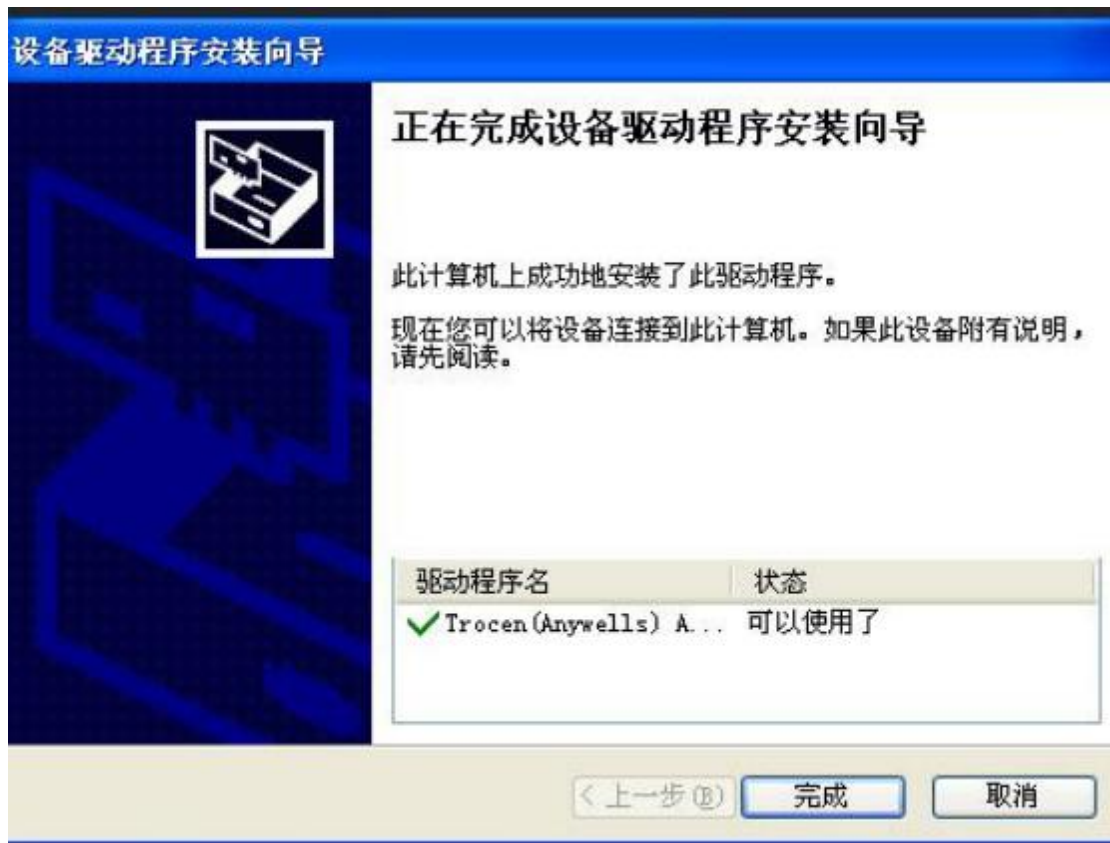 设备驱动程序安装向导
正在完成设备驱动程序安装向导
此计算机上成功地安装了此驱动程序。
现在您可以将设备连接到此计算机。如果此设备附有说明,
请先阅读。
驱动程序名 状态
Trocen(Anywells) A... 可以使用了
< 上一步(B) 完成 取消